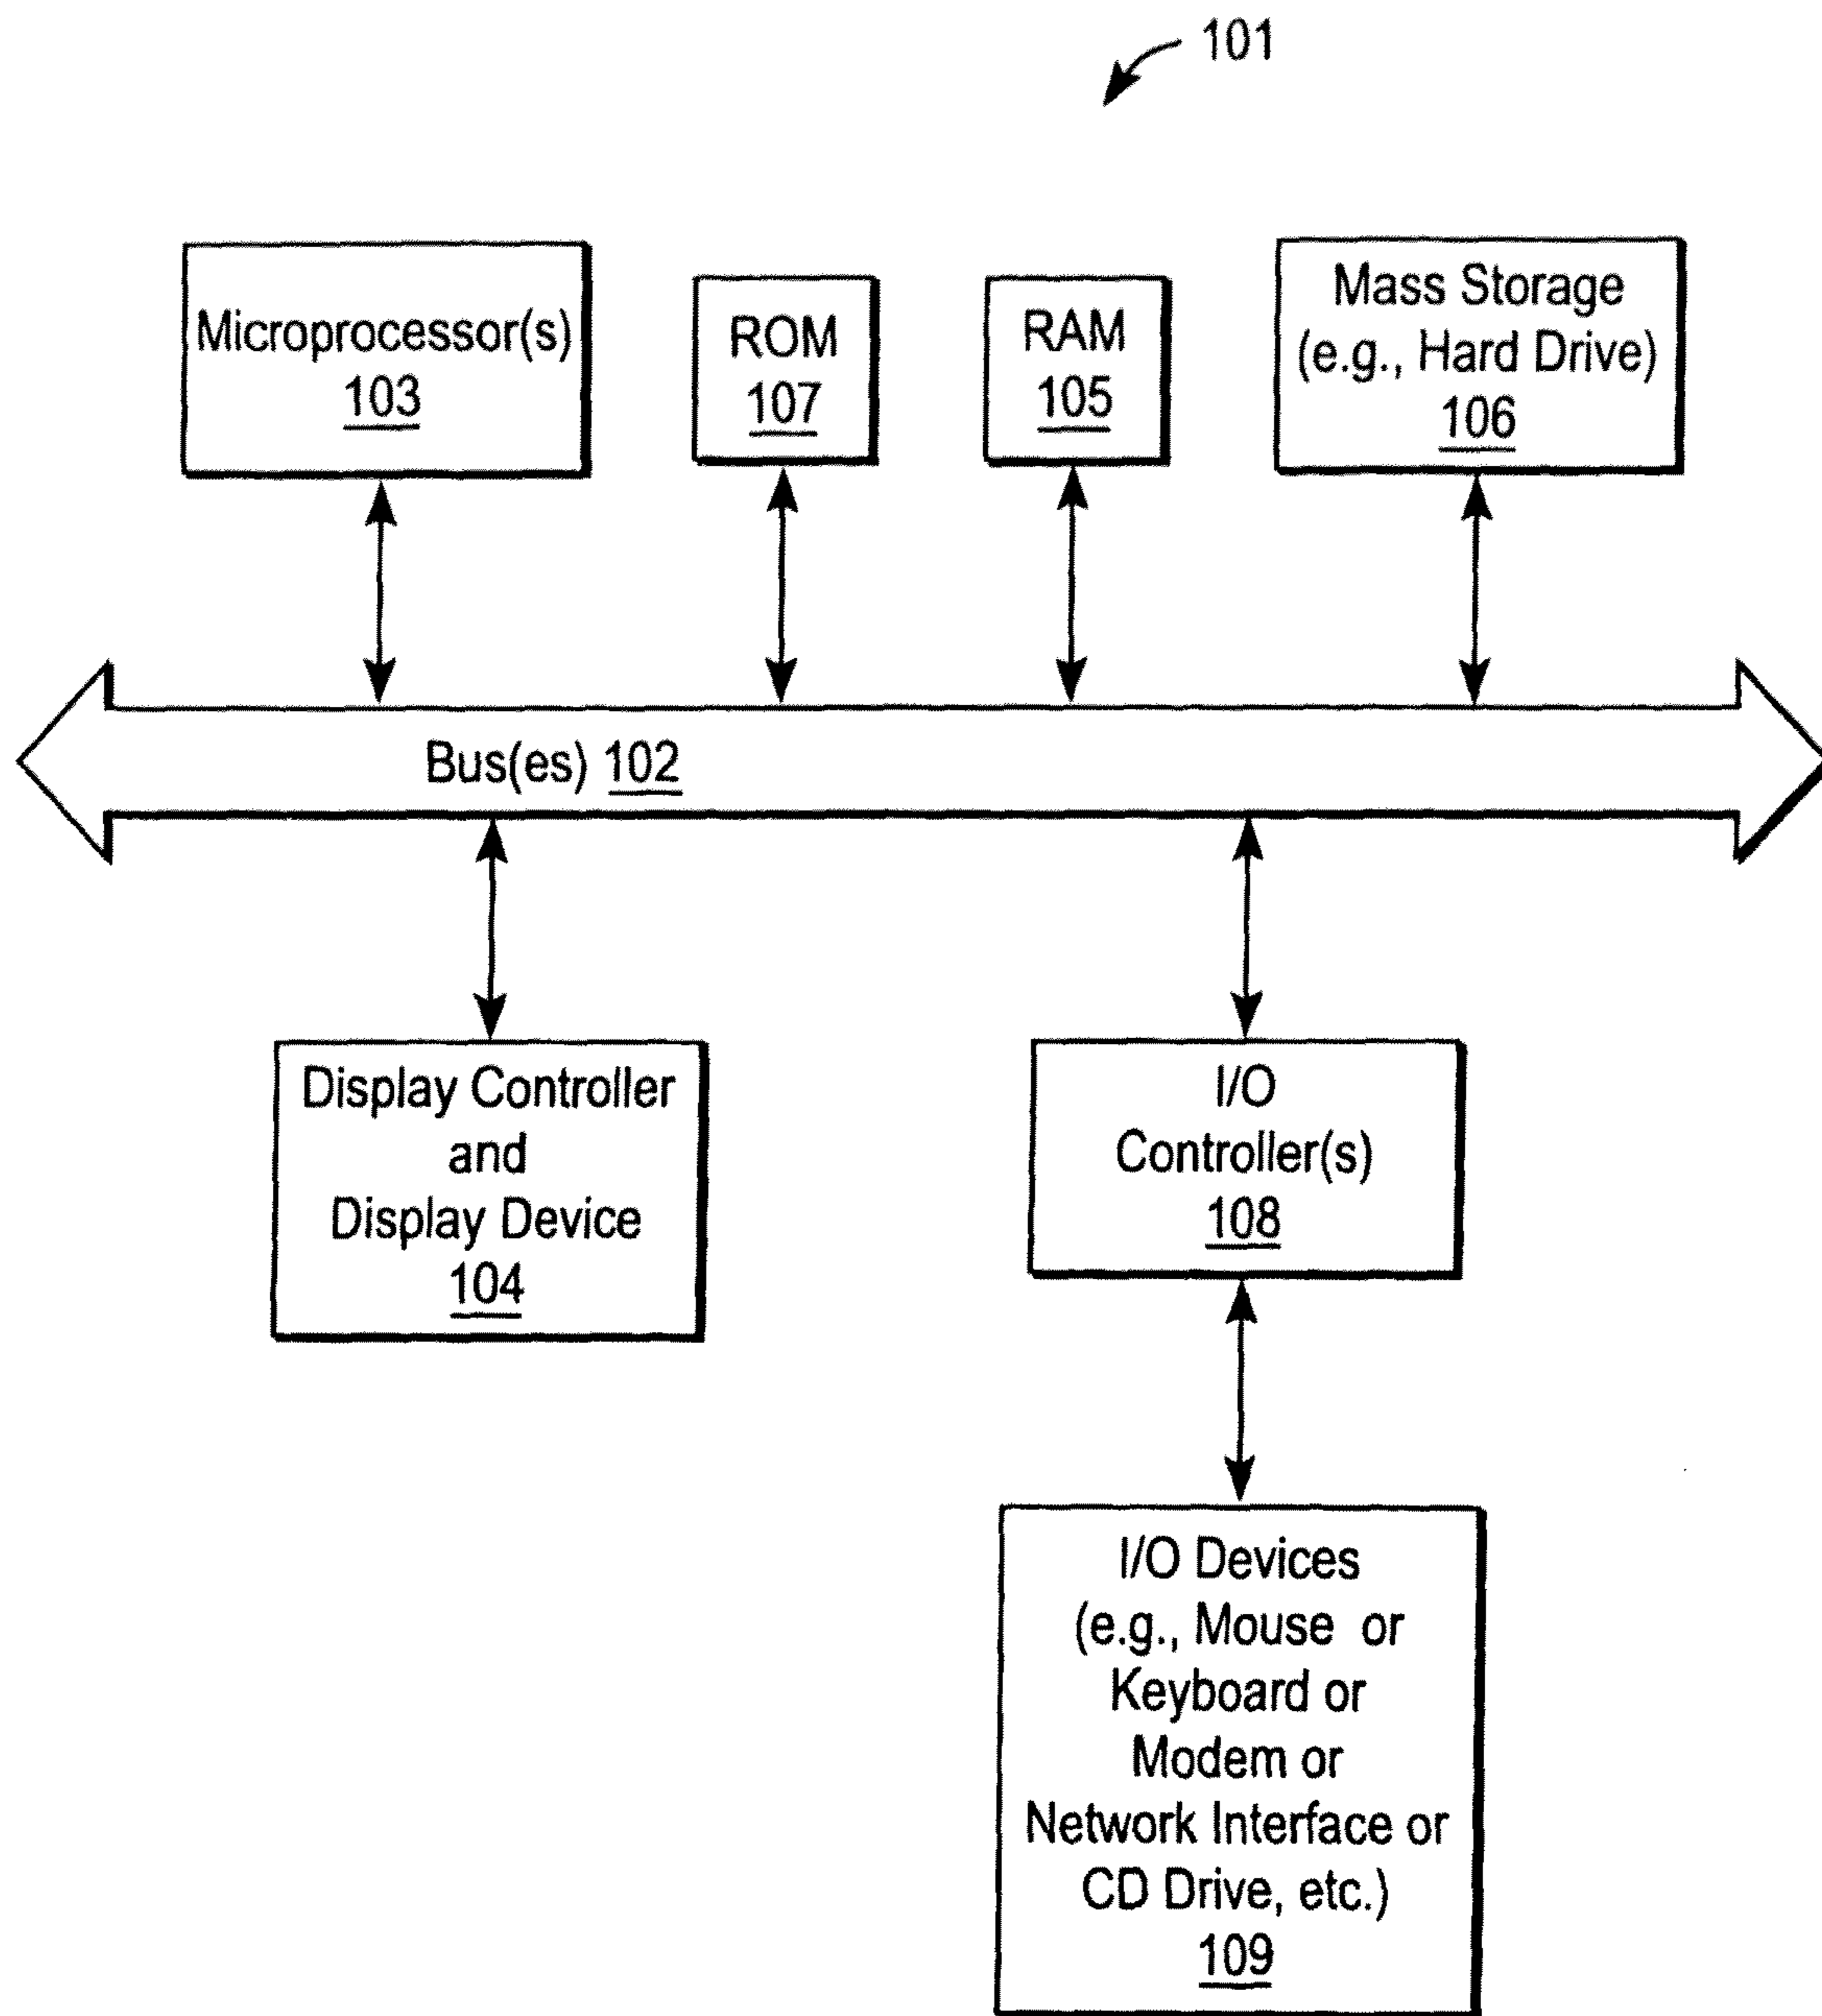 101
Microprocessor(s)
103
ROM
107
RAM
105
Mass Storage
(e.g., Hard Drive)
106
Bus(es) 102
Display Controller
and
Display Device
104
I/O
Controller(s)
108
I/O Devices
(e.g., Mouse or
Keyboard or
Modem or
Network Interface or
CD Drive, etc.)
109